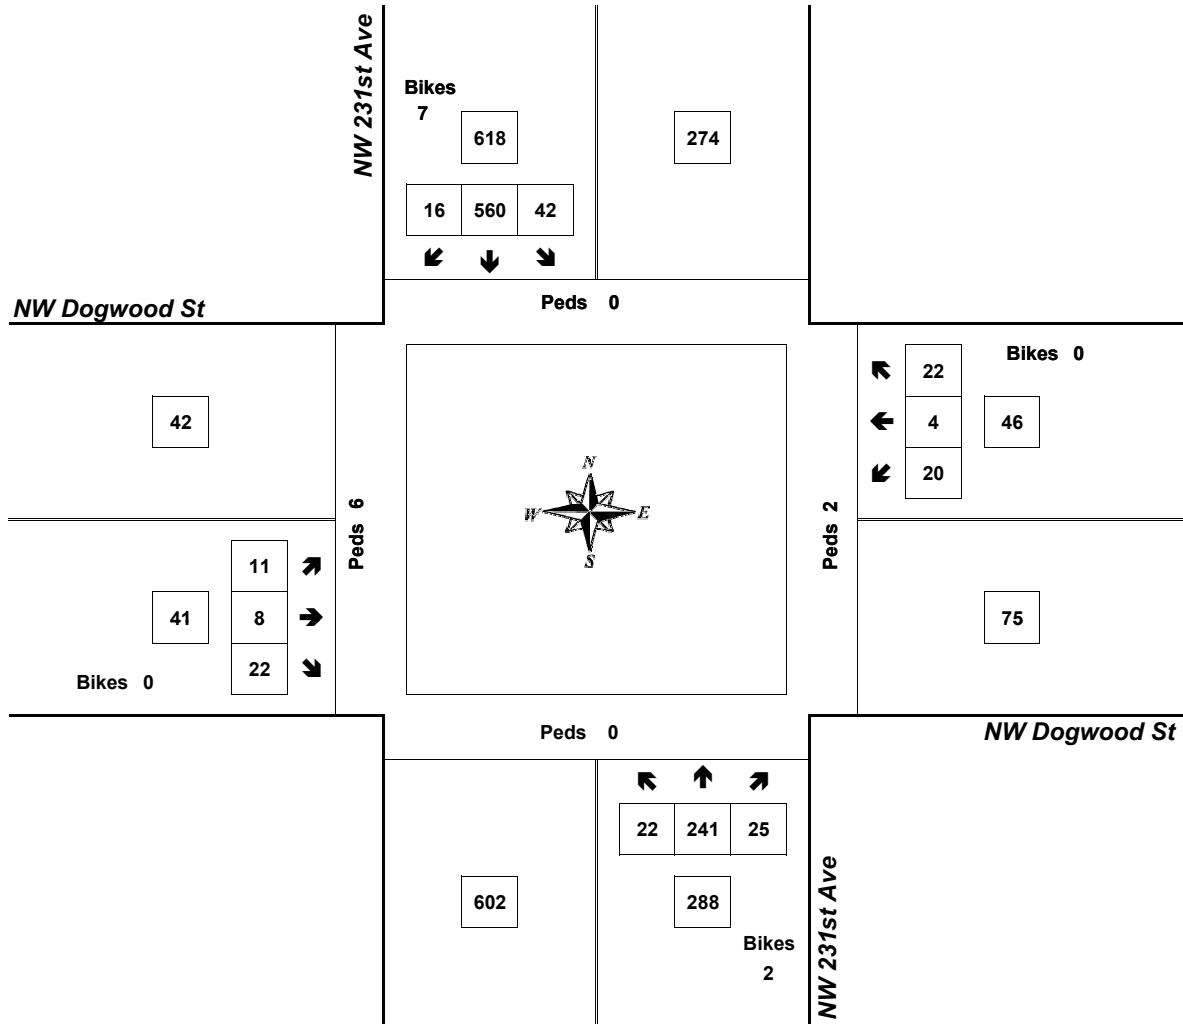 NW 231st Ave
Bikes
7
618
274
16 560 42
Peds 0
NW Dogwood St
Bikes 0
22
42
4
46
20
N
W E
S
Peds 6
Peds 2
11
41
8
75
22
Bikes 0
Peds 0
NW Dogwood St
22 241 25
602
288
NW 231st Ave
Bikes
2